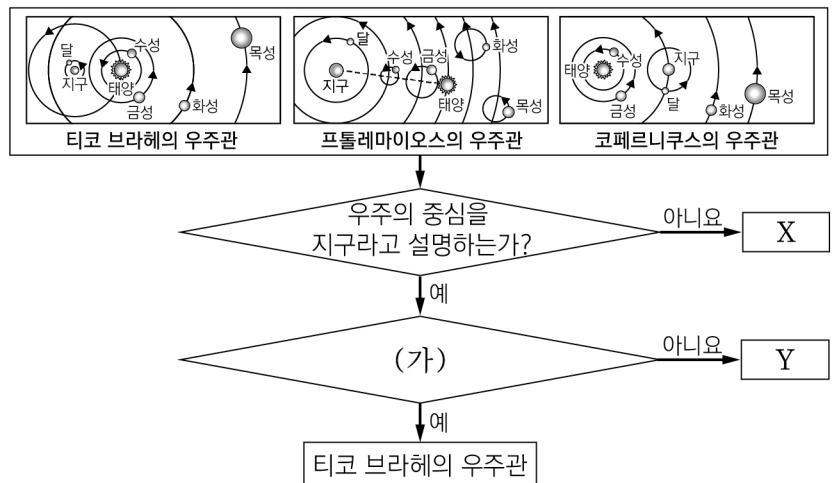 달
수성
목성
지구
태양
금성
화성
티코 브라헤의 우주관
달
수성
금성
화성
지구
태양
목성
프톨레마이오스의 우주관
태양
수성
지구
금성
달
화성
목성
코페르니쿠스의 우주관
우주의 중심을
지구라고 설명하는가?
아니요
X
예
(가)
아니요
Y
예
티코 브라헤의 우주관